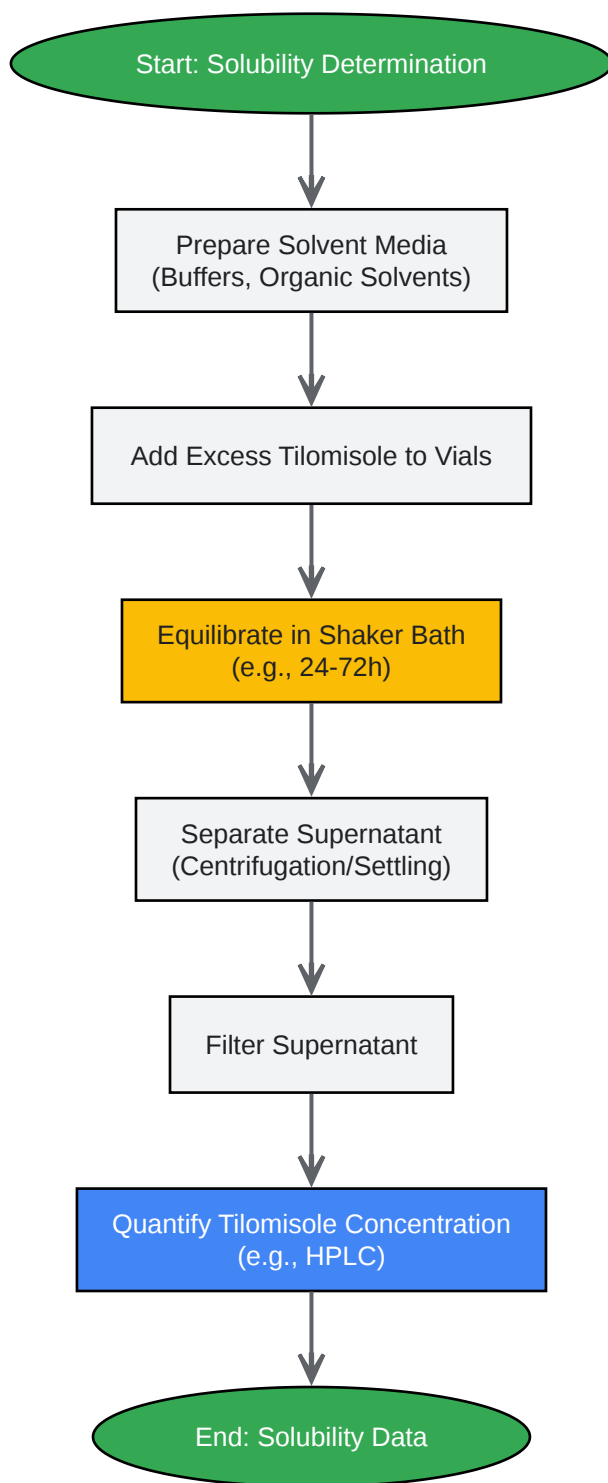 Start: Solubility Determination
Prepare Solvent Media
(Buffers, Organic Solvents)
Add Excess Tilomisole to Vials
Equilibrate in Shaker Bath
(e.g., 24-72h)
Separate Supernatant
(Centrifugation/Settling)
Filter Supernatant
Quantify Tilomisole Concentration
(e.g., HPLC)
End: Solubility Data